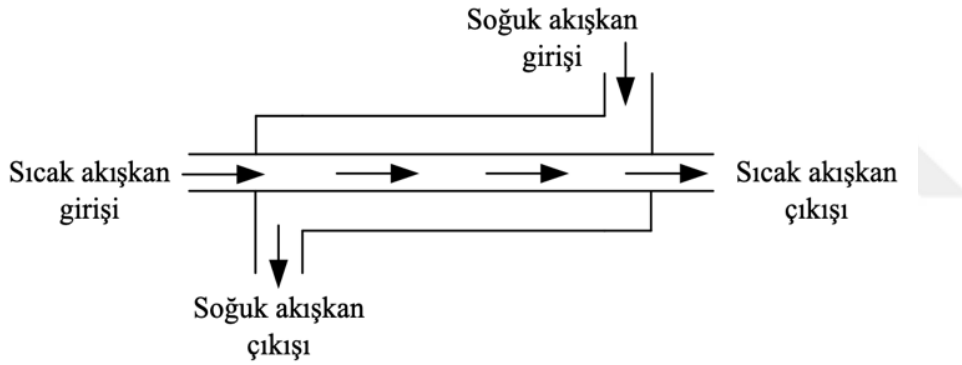 Soğuk akışkan
girişi
Sıcak akışkan
girişi
Sıcak akışkan
çıkışı
Soğuk akışkan
çıkışı